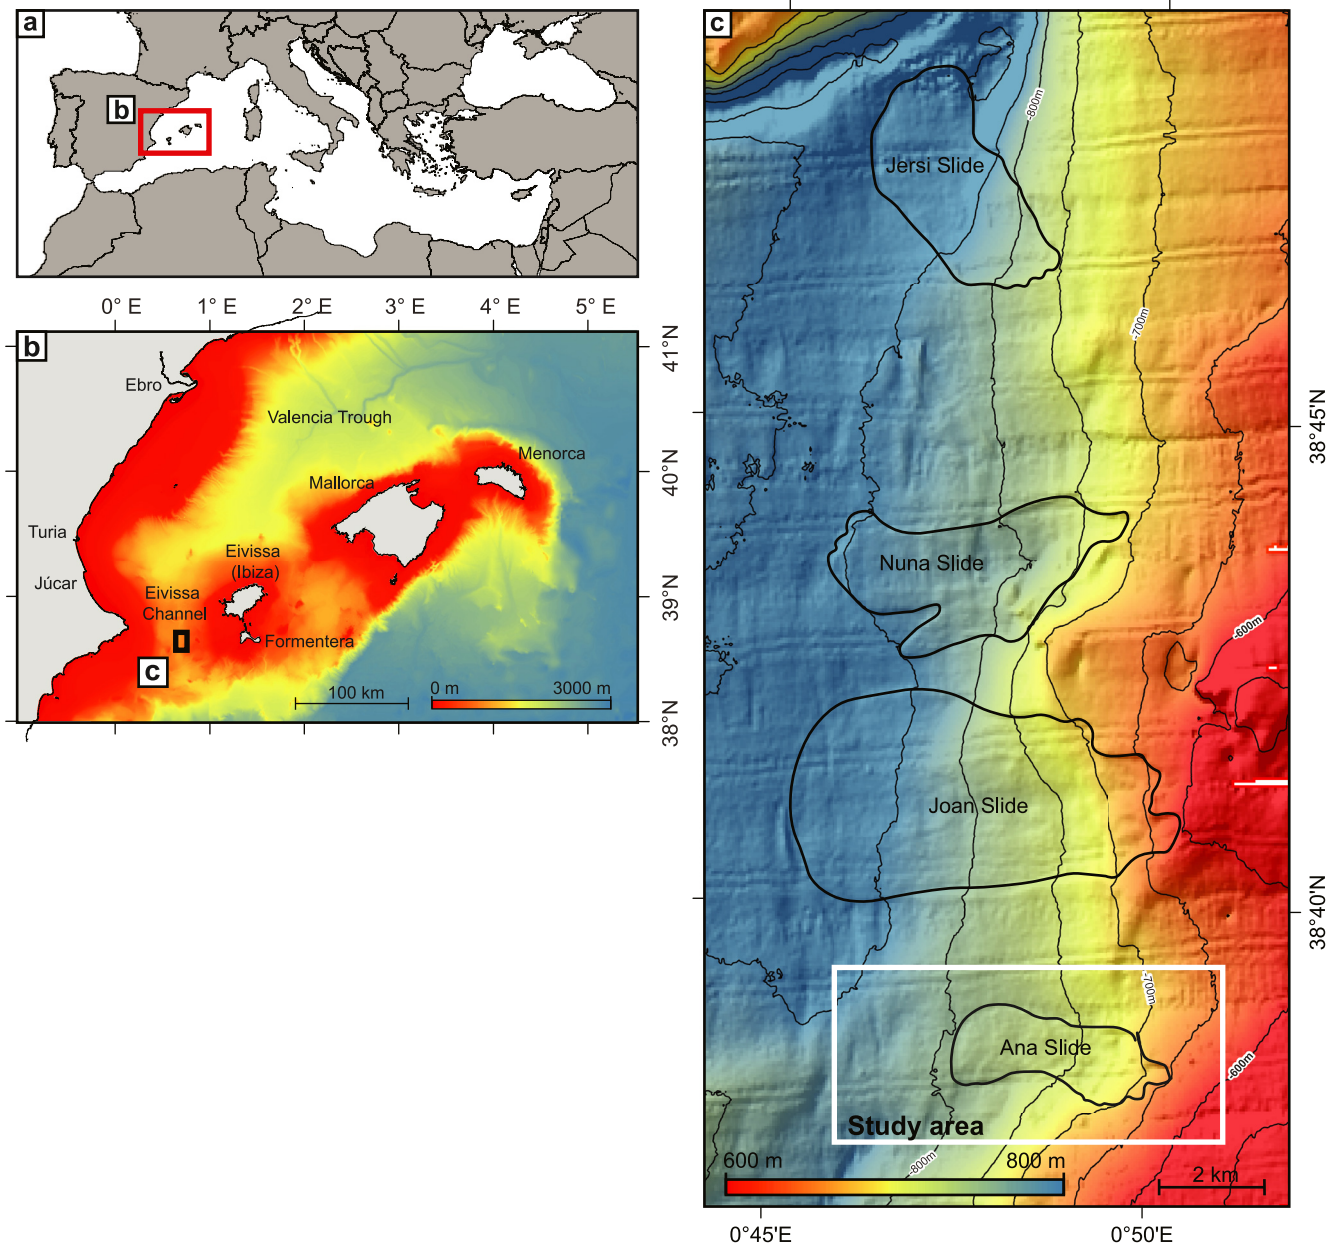 a
b
0° E
1° E
2° E
3° E
4° E
5° E
b
41°N
40°N
39°N
38°N
Ebro
Valencia Trough
Menorca
Mallorca
Turia
Eivissa
(Ibiza)
Júcar
Eivissa
Channel
Formentera
c
100 km
0 m
3000 m
c
-800m
Jersi Slide
-700m
38°45'N
Nuna Slide
-600m
Joan Slide
38°40'N
-700m
Ana Slide
-600m
Study area
-800m
600 m
800 m
2 km
0°45'E
0°50'E